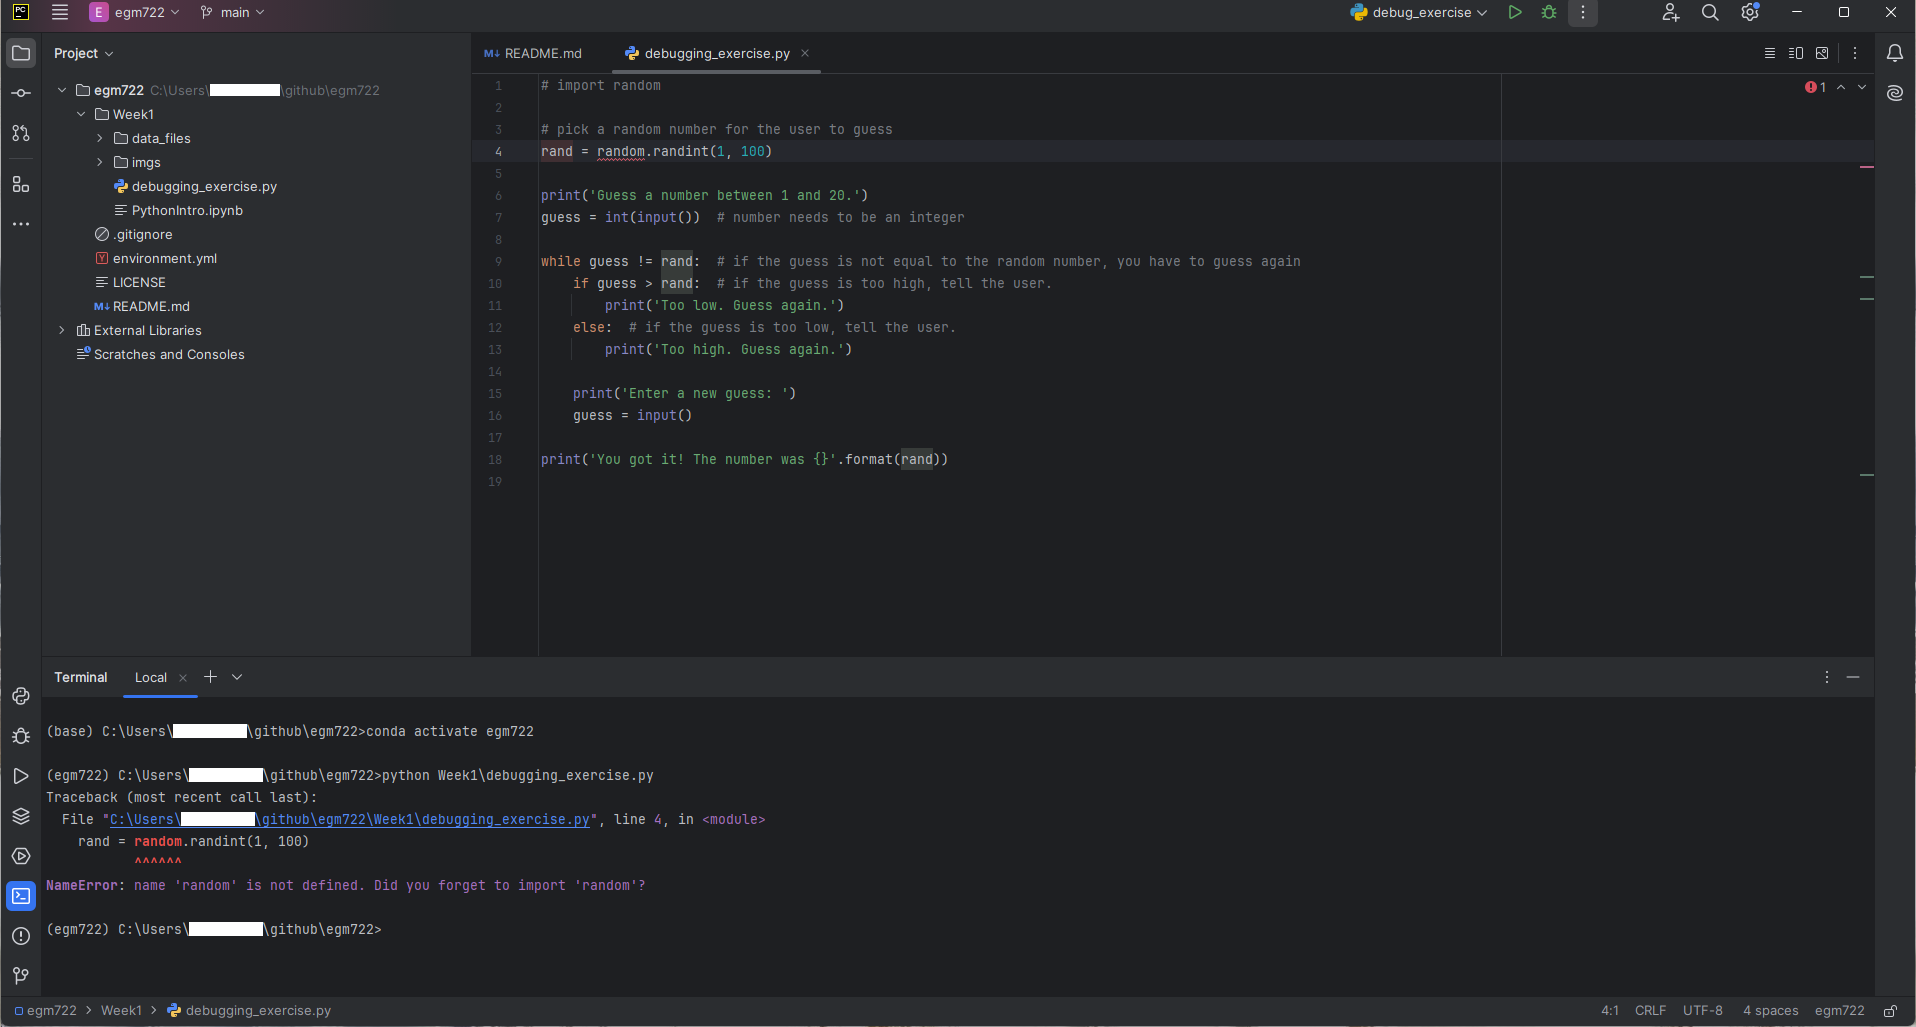 PC
E egm722 main
debug_exercise
Project
egm722 C:\Users\ \github\egm722
Week1
data_files
imgs
debugging_exercise.py
PythonIntro.ipynb
.gitignore
Y environment.yml
LICENSE
M↓ README.md
External Libraries
Scratches and Consoles
M↓ README.md debugging_exercise.py
1
1 # import random
2
3 # pick a random number for the user to guess
4 rand = random.randint(1, 100)
5
6 print('Guess a number between 1 and 20.')
7 guess = int(input())  # number needs to be an integer
8
9 while guess != rand:  # if the guess is not equal to the random number, you have to guess again
10     if guess > rand:  # if the guess is too high, tell the user.
11         print('Too low. Guess again.')
12     else:  # if the guess is too low, tell the user.
13         print('Too high. Guess again.')
14
15     print('Enter a new guess: ')
16     guess = input()
17
18 print('You got it! The number was {}'.format(rand))
19
Terminal Local
(base) C:\Users\ \github\egm722>conda activate egm722
(egm722) C:\Users\ \github\egm722>python Week1\debugging_exercise.py
Traceback (most recent call last):
  File "C:\Users\ \github\egm722\Week1\debugging_exercise.py", line 4, in <module>
    rand = random.randint(1, 100)
           ^^^^^^
NameError: name 'random' is not defined. Did you forget to import 'random'?
(egm722) C:\Users\ \github\egm722>
egm722 > Week1 > debugging_exercise.py
4:1 CRLF UTF-8 4 spaces egm722